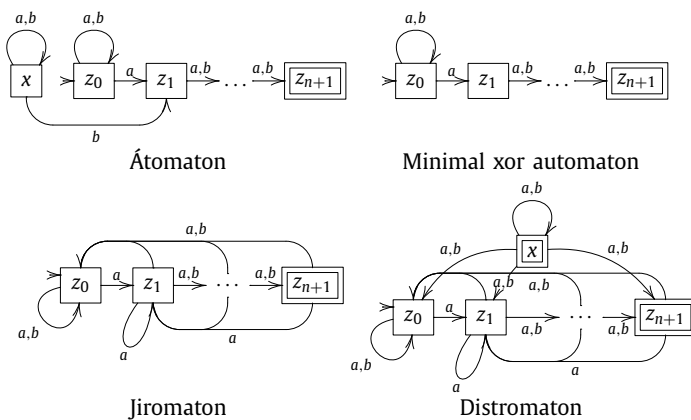 a,b a,b a,b
x z₀ a z₁ a,b ... a,b zₙ₊₁
b
z₀ a z₁ a,b ... a,b zₙ₊₁
Átomaton Minimal xor automaton
a,b
a,b
x
a,b a,b
a,b a,b
z₀ a z₁ a,b ... a,b zₙ₊₁
z₀ a z₁ a,b ... a,b zₙ₊₁
a,b a a
a,b a a
Jiromaton Distromaton